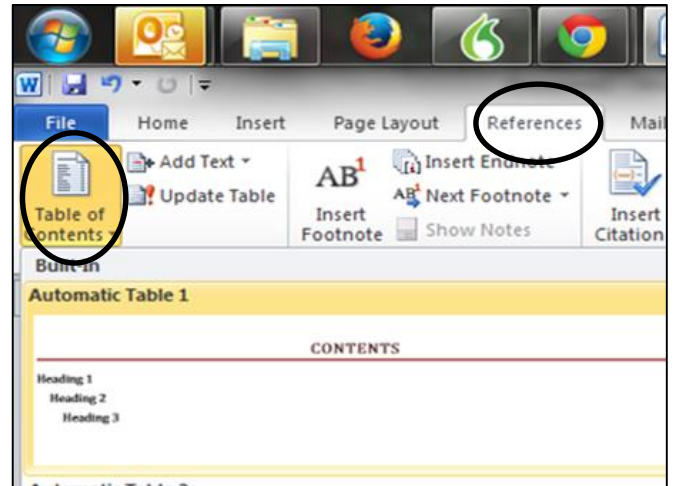 File Home Insert Page Layout References Mail
Add Text
Update Table
Table of
Contents
AB1
Insert
Footnote
Insert Endnote
Next Footnote
Show Notes
Insert
Citation
Built-In
Automatic Table 1
CONTENTS
Heading 1
Heading 2
Heading 3